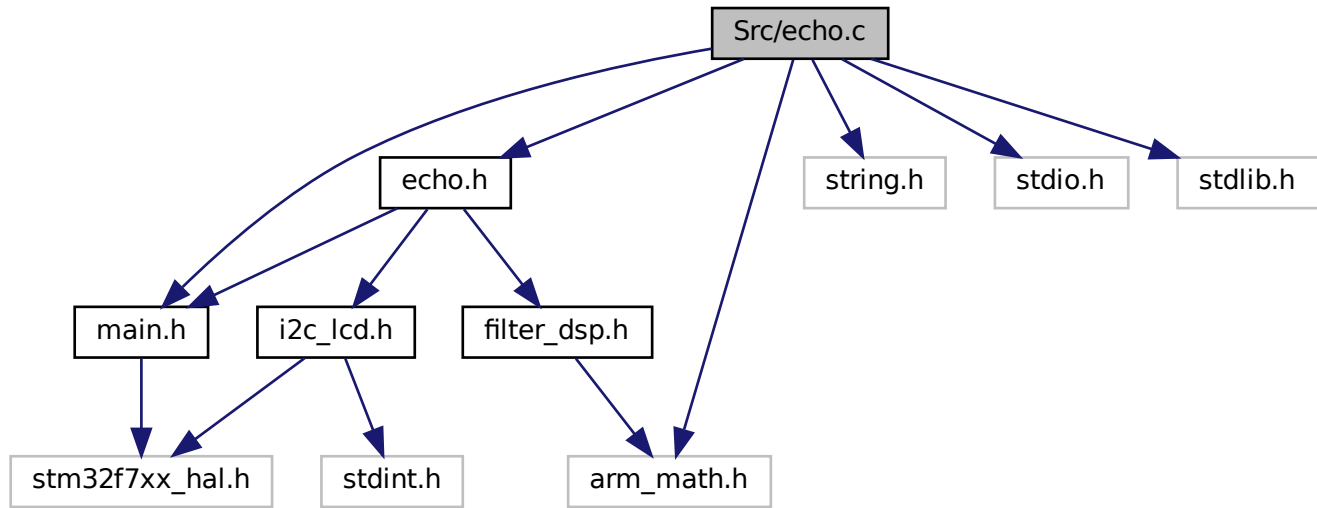 Src/echo.c
echo.h
string.h
stdio.h
stdlib.h
main.h
i2c_lcd.h
filter_dsp.h
stm32f7xx_hal.h
stdint.h
arm_math.h